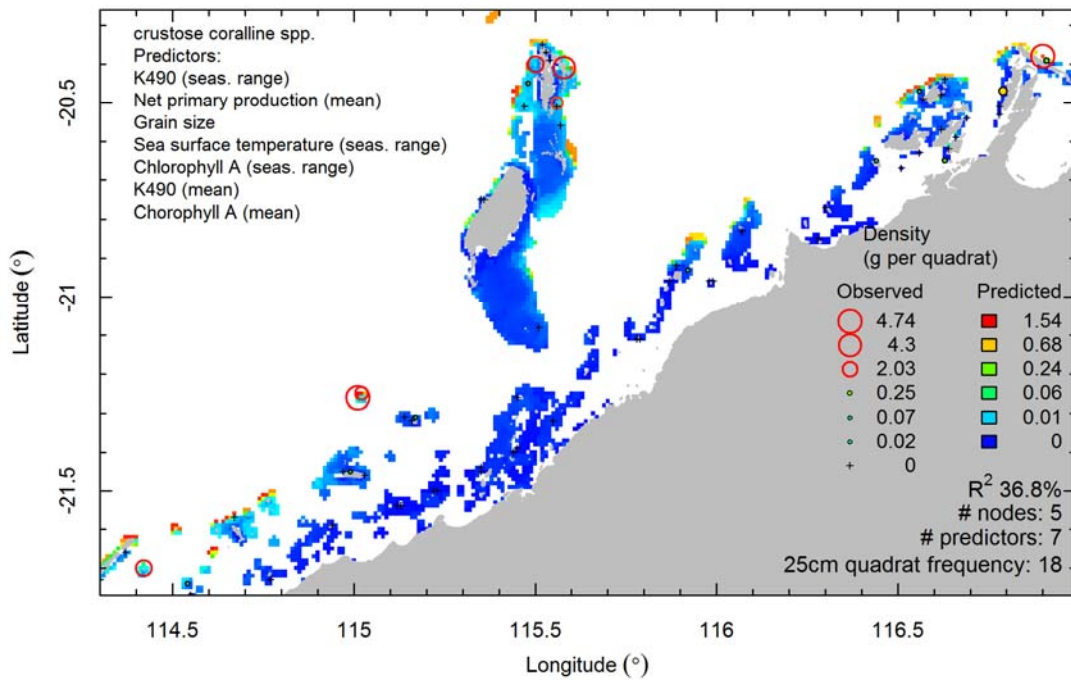 crustose coralline spp.
Predictors:
K490 (seas. range)
Net primary production (mean)
Grain size
Sea surface temperature (seas. range)
Chlorophyll A (seas. range)
K490 (mean)
Chorophyll A (mean)
-20.5
-21
-21.5
Latitude (°)
Density
(g per quadrat)
Observed Predicted
4.74 1.54
4.3 0.68
2.03 0.24
0.25 0.06
0.07 0.01
0.02 0
0
R² 36.8%
# nodes: 5
# predictors: 7
25cm quadrat frequency: 18
114.5 115 115.5 116 116.5
Longitude (°)